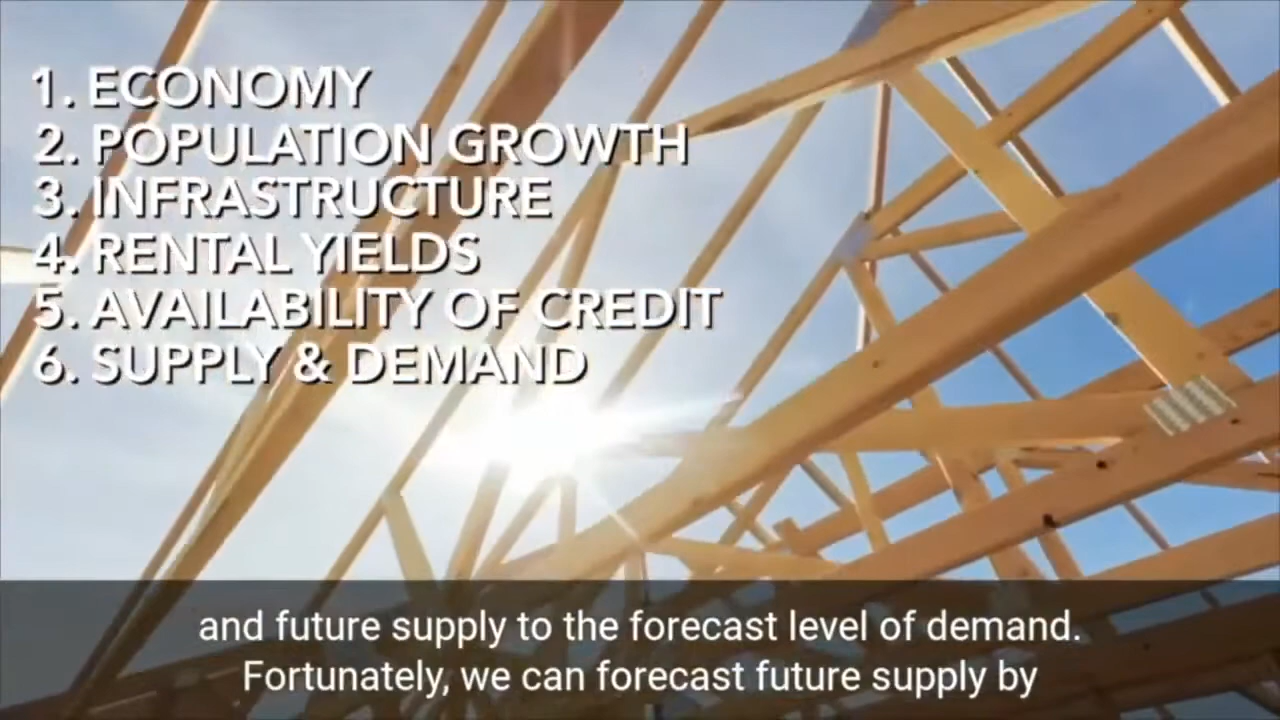 1. ECONOMY
2. POPULATION GROWTH
3. INFRASTRUCTURE
4. RENTAL YIELDS
5. AVAILABILITY OF CREDIT
6. SUPPLY & DEMAND
and future supply to the forecast level of demand.
Fortunately, we can forecast future supply by